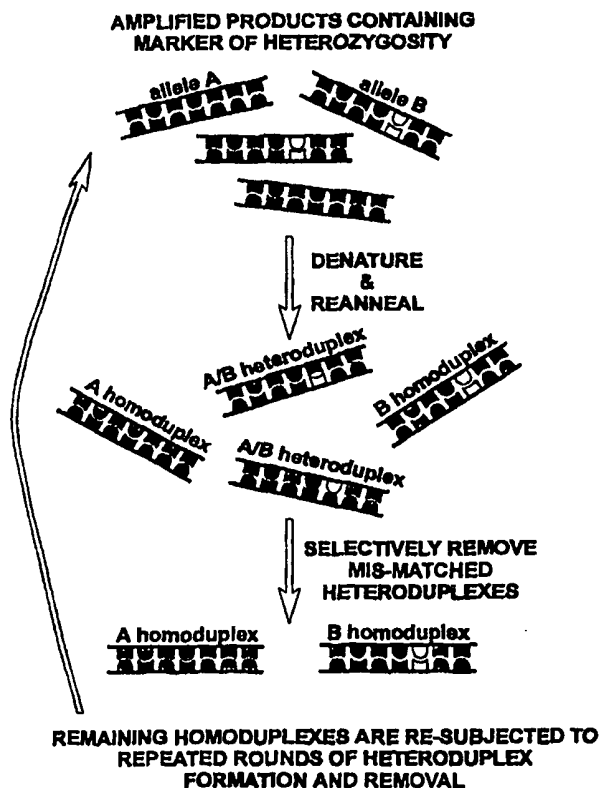 AMPLIFIED PRODUCTS CONTAINING
MARKER OF HETEROZYGOSITY
allele A
allele B
DENATURE
&
REANNEAL
A/B heteroduplex
B homoduplex
A homoduplex
A/B heteroduplex
SELECTIVELY REMOVE
MIS-MATCHED
HETERODUPLEXES
A homoduplex
B homoduplex
REMAINING HOMODUPLEXES ARE RE-SUBJECTED TO
REPEATED ROUNDS OF HETERODUPLEX
FORMATION AND REMOVAL